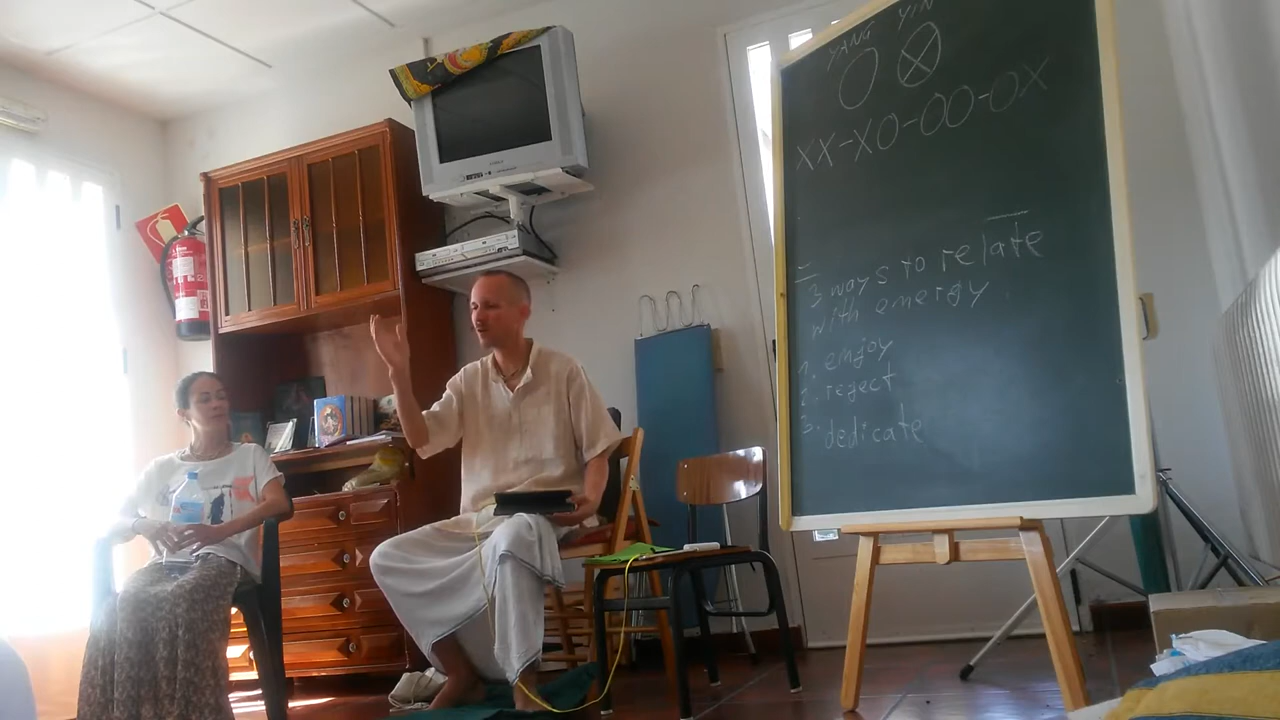 YANG YIN
O ⊗
XX-XO-OO-OX
3 ways to relate
with energy
1. enjoy
2. reject
3. dedicate